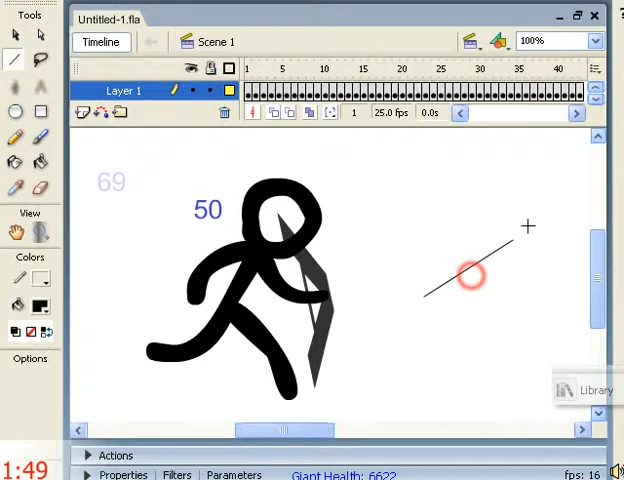 Tools
Untitled-1.fla
Timeline
Scene 1
100%
1 5 10 15 20 25 30 35 40
Layer 1
1 25.0 fps 0.0s
View
Colors
Options
69
50
Library
Actions
Properties Filters Parameters
Giant Health: 6622
fps: 16
1:49